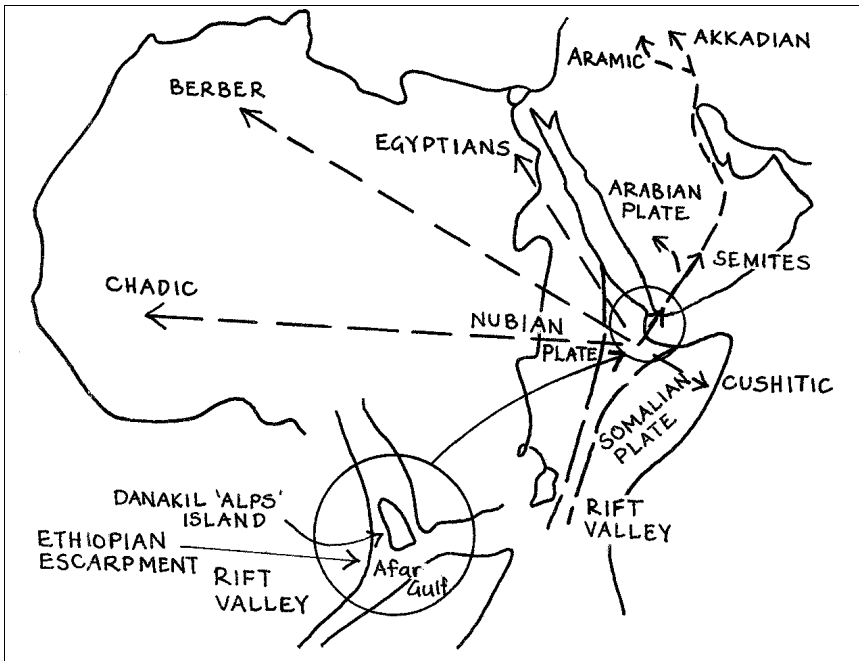 AKKADIAN
ARAMIC
BERBER
EGYPTIANS
ARABIAN
PLATE
SEMITES
CHADIC
NUBIAN
PLATE
CUSHITIC
SOMALIAN
PLATE
DANAKIL 'ALPS'
ISLAND
RIFT
VALLEY
ETHIOPIAN
ESCARPMENT
RIFT
VALLEY
Afar
Gulf